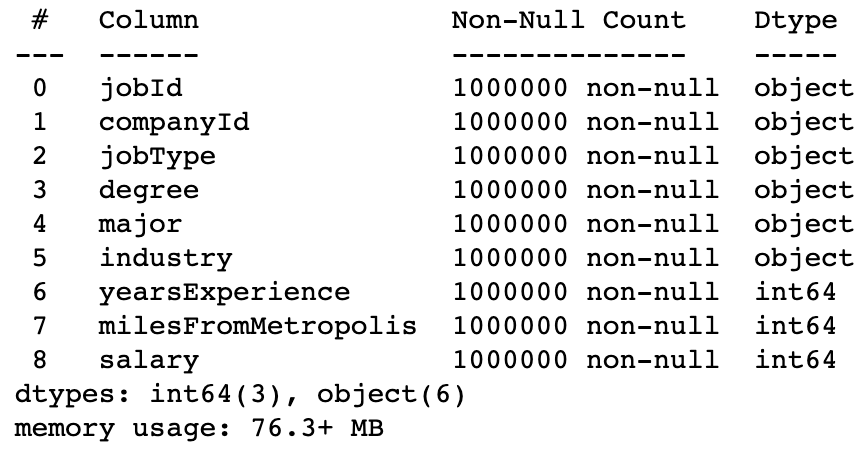 #   Column               Non-Null Count    Dtype
---  ------               --------------    -----
 0   jobId                1000000 non-null  object
 1   companyId            1000000 non-null  object
 2   jobType              1000000 non-null  object
 3   degree               1000000 non-null  object
 4   major                1000000 non-null  object
 5   industry             1000000 non-null  object
 6   yearsExperience      1000000 non-null  int64
 7   milesFromMetropolis  1000000 non-null  int64
 8   salary               1000000 non-null  int64
dtypes: int64(3), object(6)
memory usage: 76.3+ MB